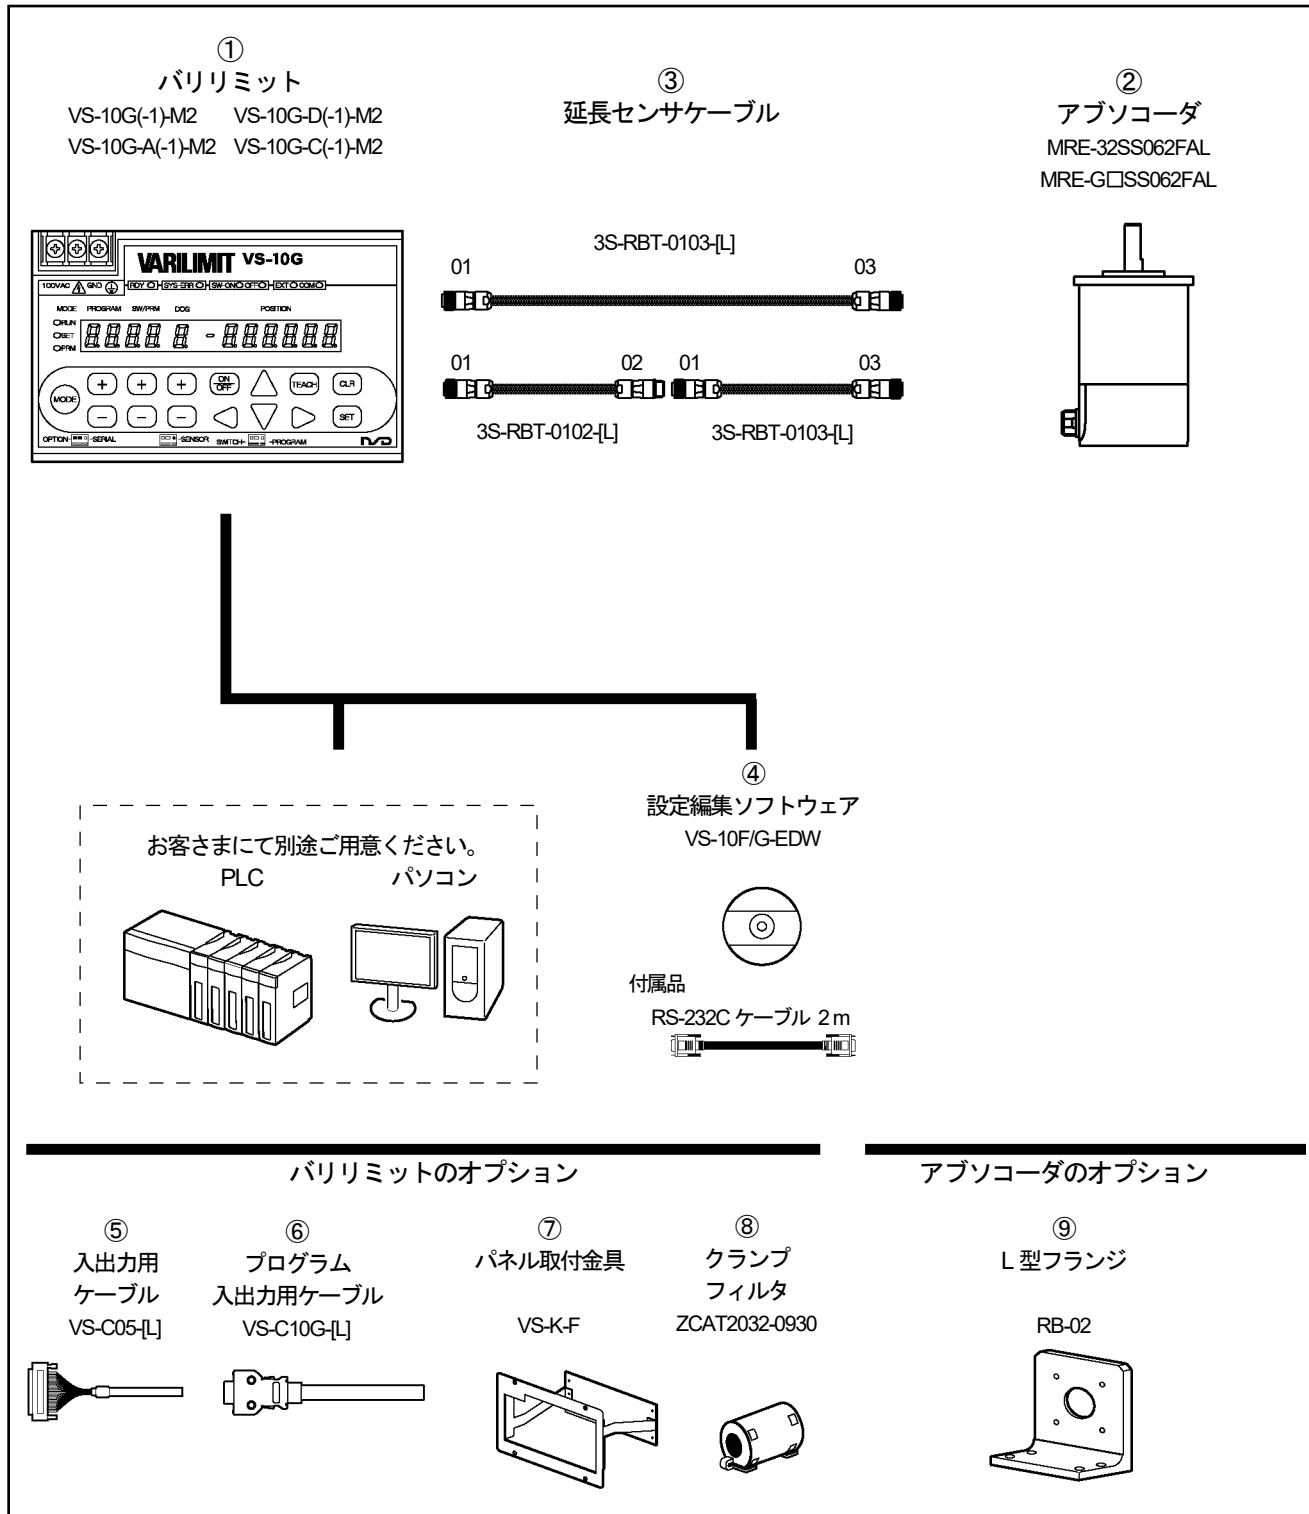 ①
バリリミット
VS-10G(-1)-M2 VS-10G-D(-1)-M2
VS-10G-A(-1)-M2 VS-10G-C(-1)-M2
③
延長センサケーブル
②
アブソコーダ
MRE-32SS062FAL
MRE-G□SS062FAL
VARILIMIT VS-10G
100VAC GND RDY SYS-ERR SW-ON OFF EXT COM
MODE PROGRAM SW/PRM DOG POSITION
RUN
SET
PRM
MODE
+ + + ON OFF TEACH CLR
− − − SET
OPTION- -SERIAL -SENSOR SWITCH- -PROGRAM NSD
3S-RBT-0103-[L]
01 03
01 02 01 03
3S-RBT-0102-[L] 3S-RBT-0103-[L]
④
設定編集ソフトウェア
VS-10F/G-EDW
お客さまにて別途ご用意ください。
PLC パソコン
付属品
RS-232C ケーブル 2 m
バリリミットのオプション
アブソコーダのオプション
⑤
入出力用
ケーブル
VS-C05-[L]
⑥
プログラム
入出力用ケーブル
VS-C10G-[L]
⑦
パネル取付金具
VS-K-F
⑧
クランプ
フィルタ
ZCAT2032-0930
⑨
L 型フランジ
RB-02